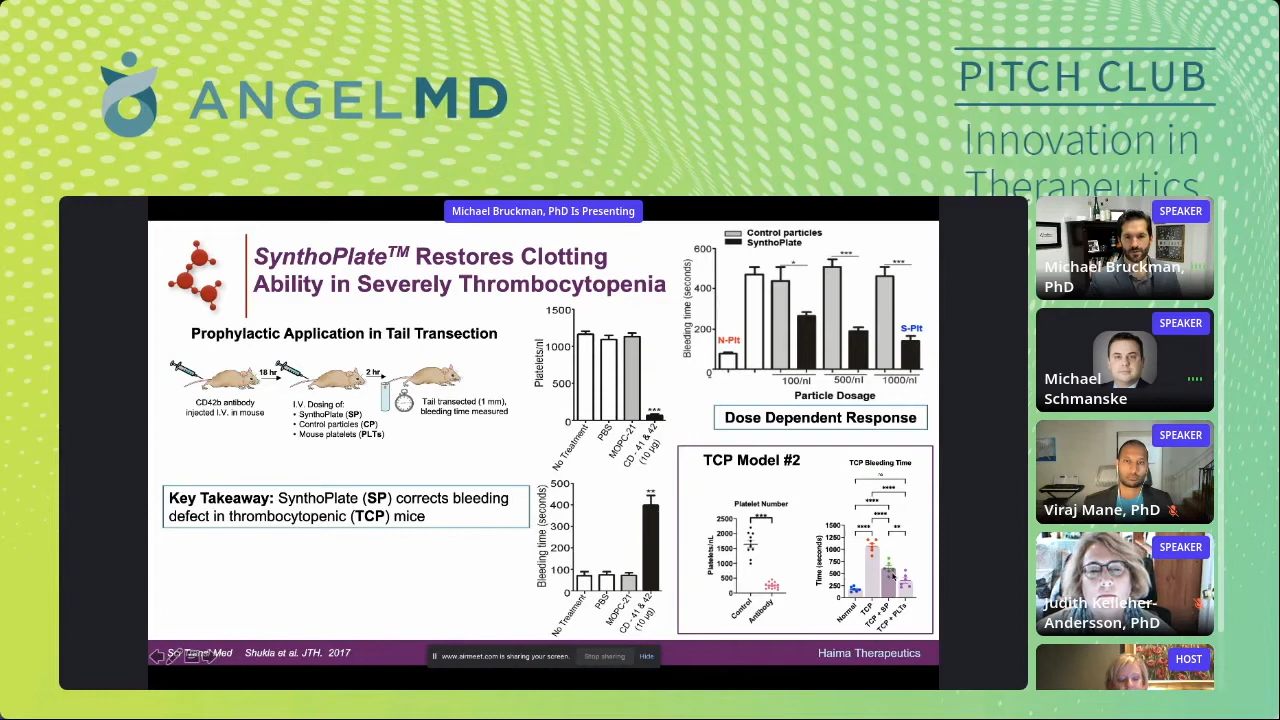 ANGELMD
PITCH CLUB
Innovation in
Therapeutics
Michael Bruckman, PhD Is Presenting
SynthoPlate™ Restores Clotting
Ability in Severely Thrombocytopenia
Prophylactic Application in Tail Transection
18 hr
2 hr
CD42b antibody
injected I.V. in mouse
I.V. Dosing of:
• SynthoPlate (SP)
• Control particles (CP)
• Mouse platelets (PLTs)
Tail transected (1 mm),
bleeding time measured
Key Takeaway: SynthoPlate (SP) corrects bleeding
defect in thrombocytopenic (TCP) mice
Platelets/nl
1500
1000
500
0
***
No Treatment
PBS
MOPC-21
CD - 41 & 42
(10 µg)
Bleeding time (seconds)
500
400
300
200
100
0
**
No Treatment
PBS
MOPC-21
CD - 41 & 42
(10 µg)
Control particles
SynthoPlate
Bleeding time (seconds)
600
400
200
0
N-Plt
*
***
***
S-Plt
100/nl
500/nl
1000/nl
Particle Dosage
Dose Dependent Response
TCP Model #2
Platelet Number
Platelets/nL
2500
2000
1500
1000
500
0
***
Control
Antibody
TCP Bleeding Time
****
****
****
****
**
Time (seconds)
1500
1250
1000
750
500
250
0
Normal
TCP
TCP + SP
TCP + PLTs
Med Shukla et al. JTH, 2017
www.airmeet.com is sharing your screen.
Stop sharing
Hide
Haima Therapeutics
SPEAKER
Michael Bruckman,
PhD
SPEAKER
Michael
Schmanske
SPEAKER
Viraj Mane, PhD
SPEAKER
Judith Kelleher-
Andersson, PhD
HOST